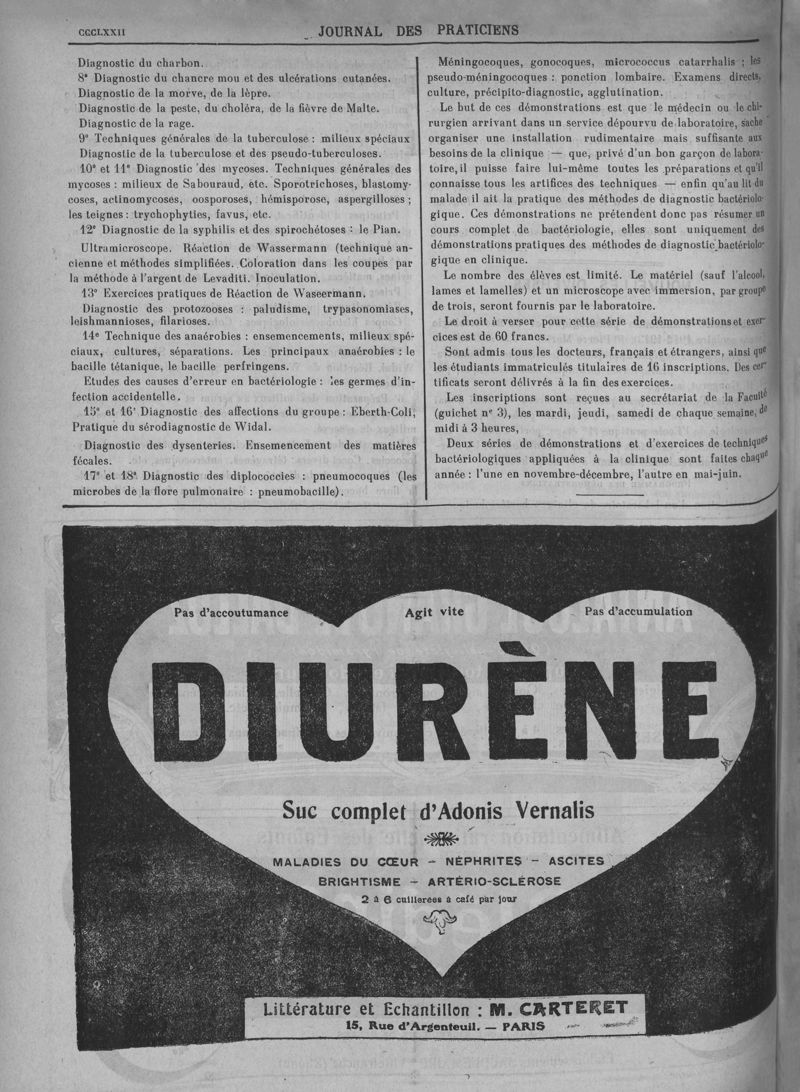 CCCLXXII
JOURNAL DES PRATICIENS
Diagnostic du charbon.
8e Diagnostic du chancre mou et des ulcérations cutanées.
Diagnostic de la morve, de la lèpre.
Diagnostic de la peste, du choléra, de la fièvre de Malte.
Diagnostic de la rage.
9e Techniques générales de la tuberculose : milieux spéciaux
Diagnostic de la tuberculose et des pseudo-tuberculoses.
10e et 11e Diagnostic des mycoses. Techniques générales des
mycoses : milieux de Sabouraud, etc. Sporotrichoses, blastomy-
coses, actinomycoses, oosporoses, hémisporose, aspergilloses ;
les teignes : trychophyties, favus, etc.
12e Diagnostic de la syphilis et des spirochétoses : le Pian.
Ultramicroscope. Réaction de Wassermann (technique an-
cienne et méthodes simplifiées. Coloration dans les coupes par
la méthode à l'argent de Levaditi. Inoculation.
13e Exercices pratiques de Réaction de Waseermann.
Diagnostic des protozooses : paludisme, trypasonomiases,
leishmannioses, filarioses.
14e Technique des anaérobies : ensemencements, milieux spé-
ciaux, cultures, séparations. Les principaux anaérobies : le
bacille tétanique, le bacille perfringens.
Etudes des causes d'erreur en bactériologie : les germes d'in-
fection accidentelle.
15e et 16e Diagnostic des affections du groupe : Eberth-Coli,
Pratique du sérodiagnostic de Widal.
Diagnostic des dysenteries. Ensemencement des matières
fécales.
17e et 18e Diagnostic des diplococcies : pneumocoques (les
microbes de la flore pulmonaire : pneumobacille).
Méningocoques, gonocoques, micrococcus catarrhalis ; les
pseudo-méningocoques : ponction lombaire. Examens directs,
culture, précipito-diagnostic, agglutination.
Le but de ces démonstrations est que le médecin ou le chi-
rurgien arrivant dans un service dépourvu de laboratoire, sache
organiser une installation rudimentaire mais suffisante aux
besoins de la clinique — que, privé d'un bon garçon de labora-
toire, il puisse faire lui-même toutes les préparations et qu'il
connaisse tous les artifices des techniques — enfin qu'au lit du
malade il ait la pratique des méthodes de diagnostic bactériolo-
gique. Ces démonstrations ne prétendent donc pas résumer un
cours complet de bactériologie, elles sont uniquement des
démonstrations pratiques des méthodes de diagnostic bactériolo-
gique en clinique.
Le nombre des élèves est limité. Le matériel (sauf l'alcool,
lames et lamelles) et un microscope avec immersion, par groupe
de trois, seront fournis par le laboratoire.
Le droit à verser pour cette série de démonstrations et exer-
cices est de 60 francs.
Sont admis tous les docteurs, français et étrangers, ainsi que
les étudiants immatriculés titulaires de 16 inscriptions. Des cer-
tificats seront délivrés à la fin des exercices.
Les inscriptions sont reçues au secrétariat de la Faculté
(guichet n° 3), les mardi, jeudi, samedi de chaque semaine, de
midi à 3 heures,
Deux séries de démonstrations et d'exercices de techniques
bactériologiques appliquées à la clinique sont faites chaque
année : l'une en novembre-décembre, l'autre en mai-juin.
Pas d'accoutumance
Agit vite
Pas d'accumulation
DIURÈNE
Suc complet d'Adonis Vernalis
MALADIES DU CŒUR – NÉPHRITES – ASCITES
BRIGHTISME – ARTÉRIO-SCLÉROSE
2 à 6 cuillerées à café par jour
Littérature et Echantillon : M. CARTERET
15, Rue d'Argenteuil. — PARIS